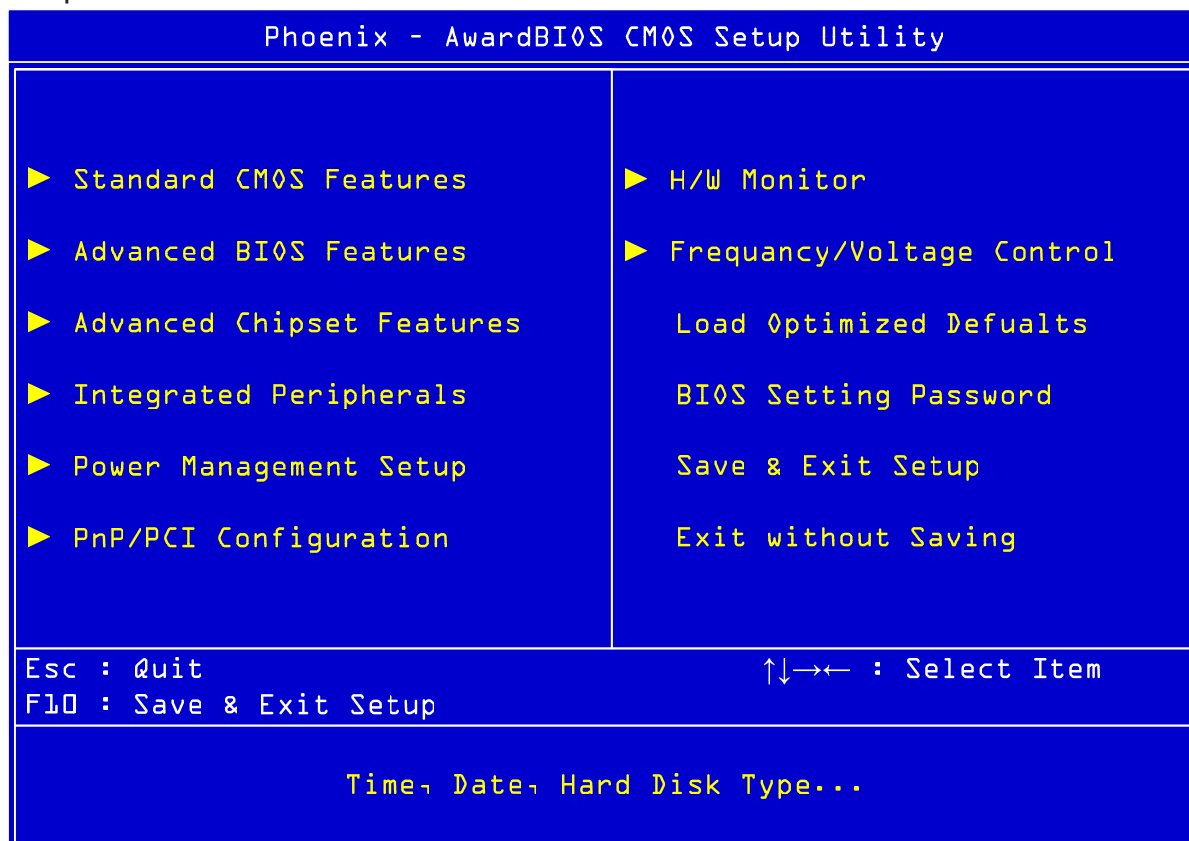 Phoenix - AwardBIOS CMOS Setup Utility
▶ Standard CMOS Features
▶ Advanced BIOS Features
▶ Advanced Chipset Features
▶ Integrated Peripherals
▶ Power Management Setup
▶ PnP/PCI Configuration
▶ H/W Monitor
▶ Frequancy/Voltage Control
Load Optimized Defualts
BIOS Setting Password
Save & Exit Setup
Exit without Saving
Esc : Quit
↑↓→← : Select Item
F10 : Save & Exit Setup
Time, Date, Hard Disk Type...